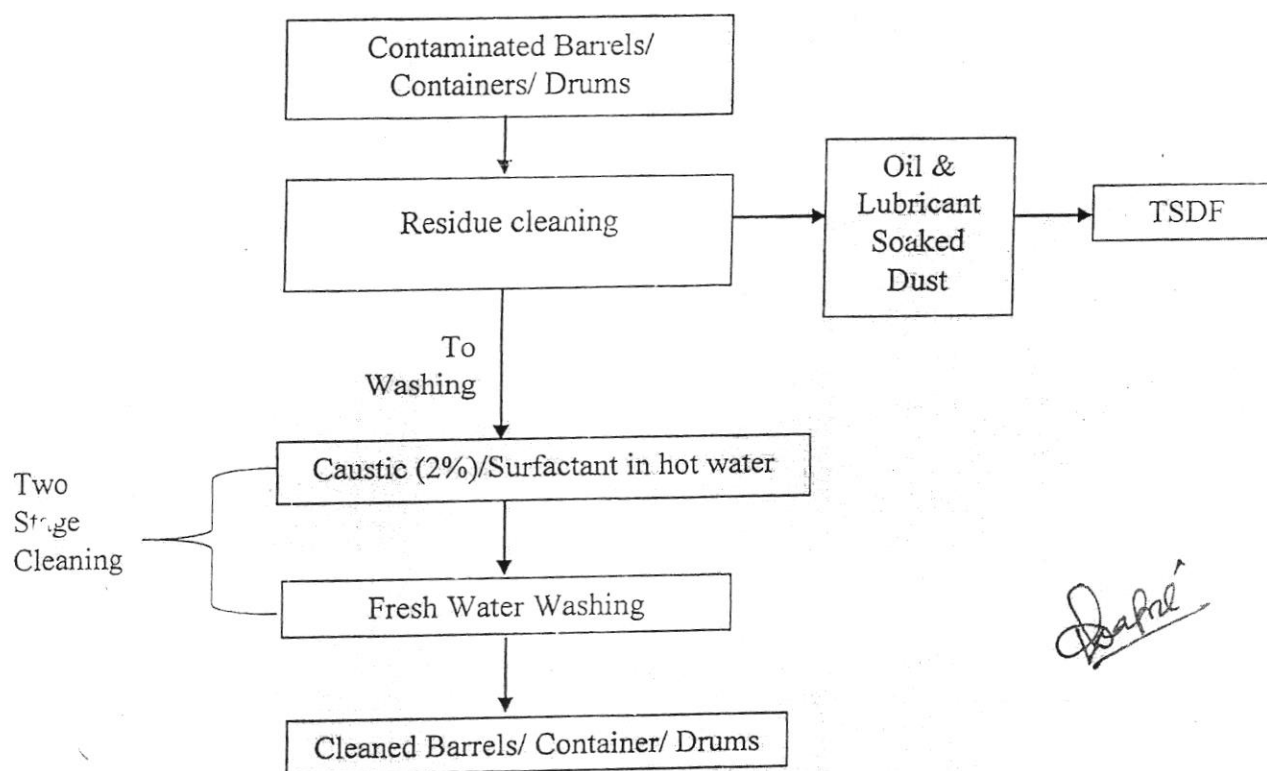 Contaminated Barrels/
Containers/ Drums
Residue cleaning
Oil &
Lubricant
Soaked
Dust
TSDF
To
Washing
Caustic (2%)/Surfactant in hot water
Two
Stage
Cleaning
Fresh Water Washing
Cleaned Barrels/ Container/ Drums